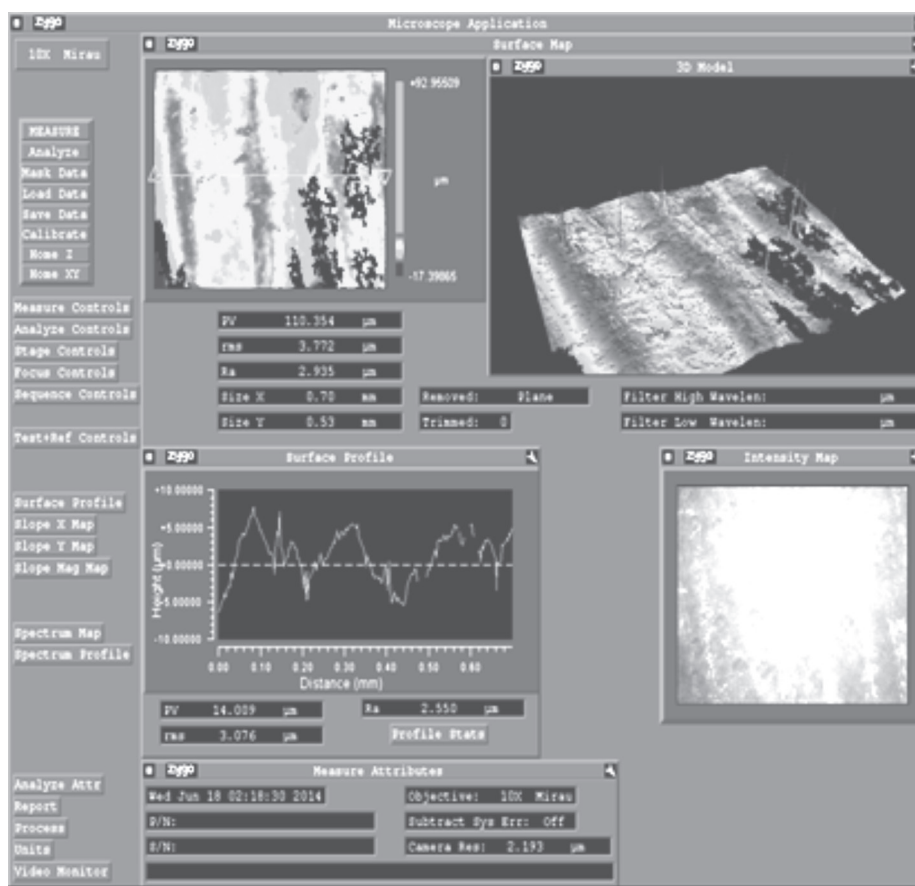 zygo Microscope Application
10X Mirau
MEASURE
Analyze
Mask Data
Load Data
Save Data
Calibrate
Home Z
Home XY
Measure Controls
Analyze Controls
Stage Controls
Focus Controls
Sequence Controls
Test+Ref Controls
Surface Profile
Slope X Map
Slope Y Map
Slope Mag Map
Spectrum Map
Spectrum Profile
Analyze Attr
Report
Process
Units
Video Monitor
zygo Surface Map
+92.95509
µm
-17.39865
zygo 3D Model
PV 110.354 µm
rms 3.772 µm
Ra 2.935 µm
Size X 0.70 mm
Size Y 0.53 mm
Removed: Plane
Trimmed: 0
Filter High Wavelen: µm
Filter Low Wavelen: µm
zygo Surface Profile
+10.00000
+5.00000
+0.00000
-5.00000
-10.00000
Height (µm)
0.00 0.10 0.20 0.30 0.40 0.50 0.60
Distance (mm)
PV 14.009 µm
rms 3.076 µm
Ra 2.550 µm
Profile Stats
zygo Intensity Map
zygo Measure Attributes
Wed Jun 18 02:18:30 2014
P/N:
S/N:
Objective: 10X Mirau
Subtract Sys Err: Off
Camera Res: 2.193 µm